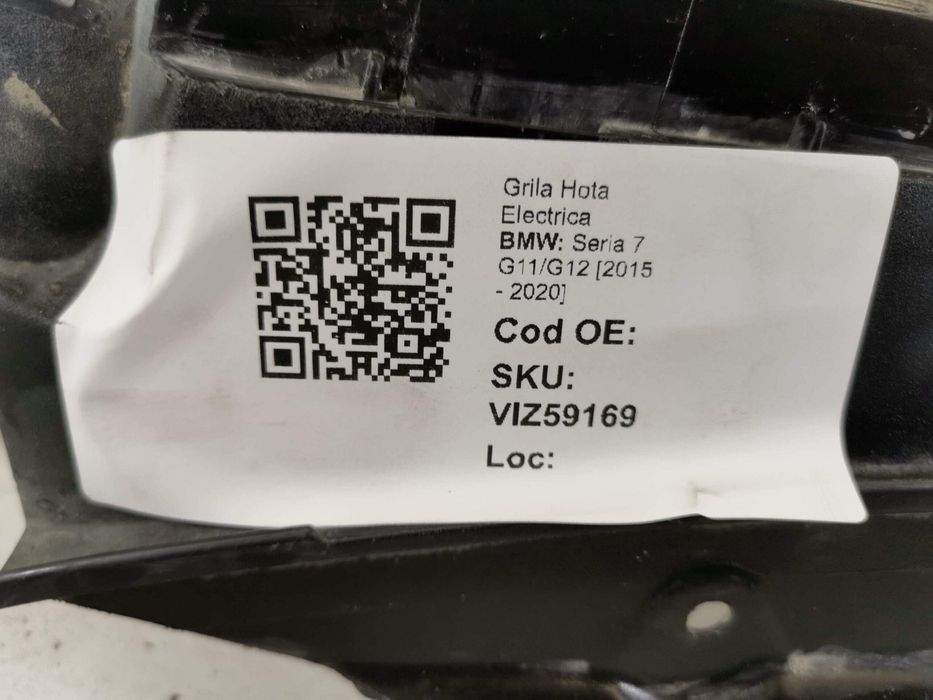 Grila Hota
Electrica
BMW: Seria 7
G11/G12 [2015
- 2020]
Cod OE:
SKU:
VIZ59169
Loc: